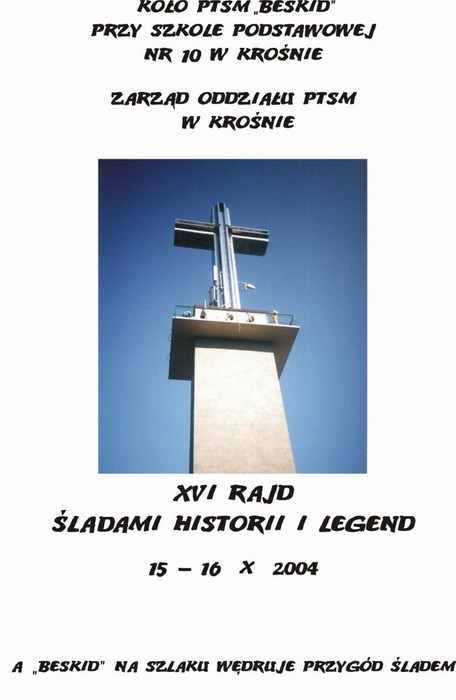 KOŁO PTSM „BESKID"
PRZY SZKOLE PODSTAWOWEJ
NR 10 W KROŚNIE
ZARZĄD ODDZIAŁU PTSM
W KROŚNIE
XVI RAJD
ŚLADAMI HISTORII I LEGEND
15 – 16 X 2004
A „BESKID" NA SZLAKU WĘDRUJE PRZYGÓD ŚLADEM